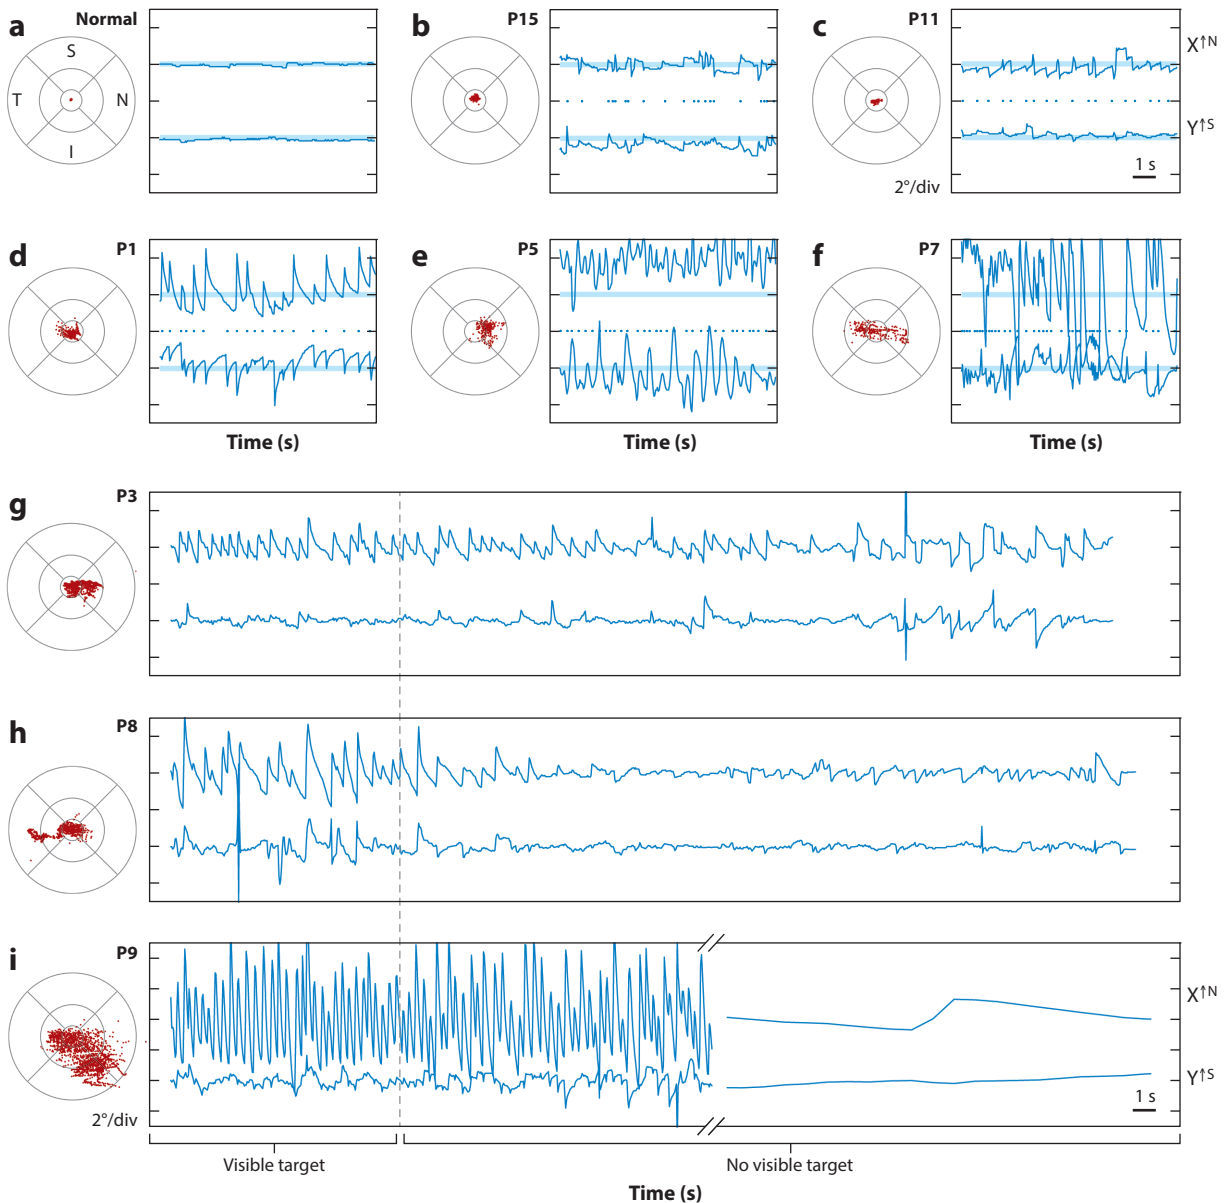 a Normal
S
T N
I
b P15
c P11
X↑N
Y↑S
1 s
2°/div
d P1
e P5
f P7
Time (s) Time (s) Time (s)
g P3
h P8
i P9
X↑N
Y↑S
1 s
2°/div
Visible target No visible target
Time (s)